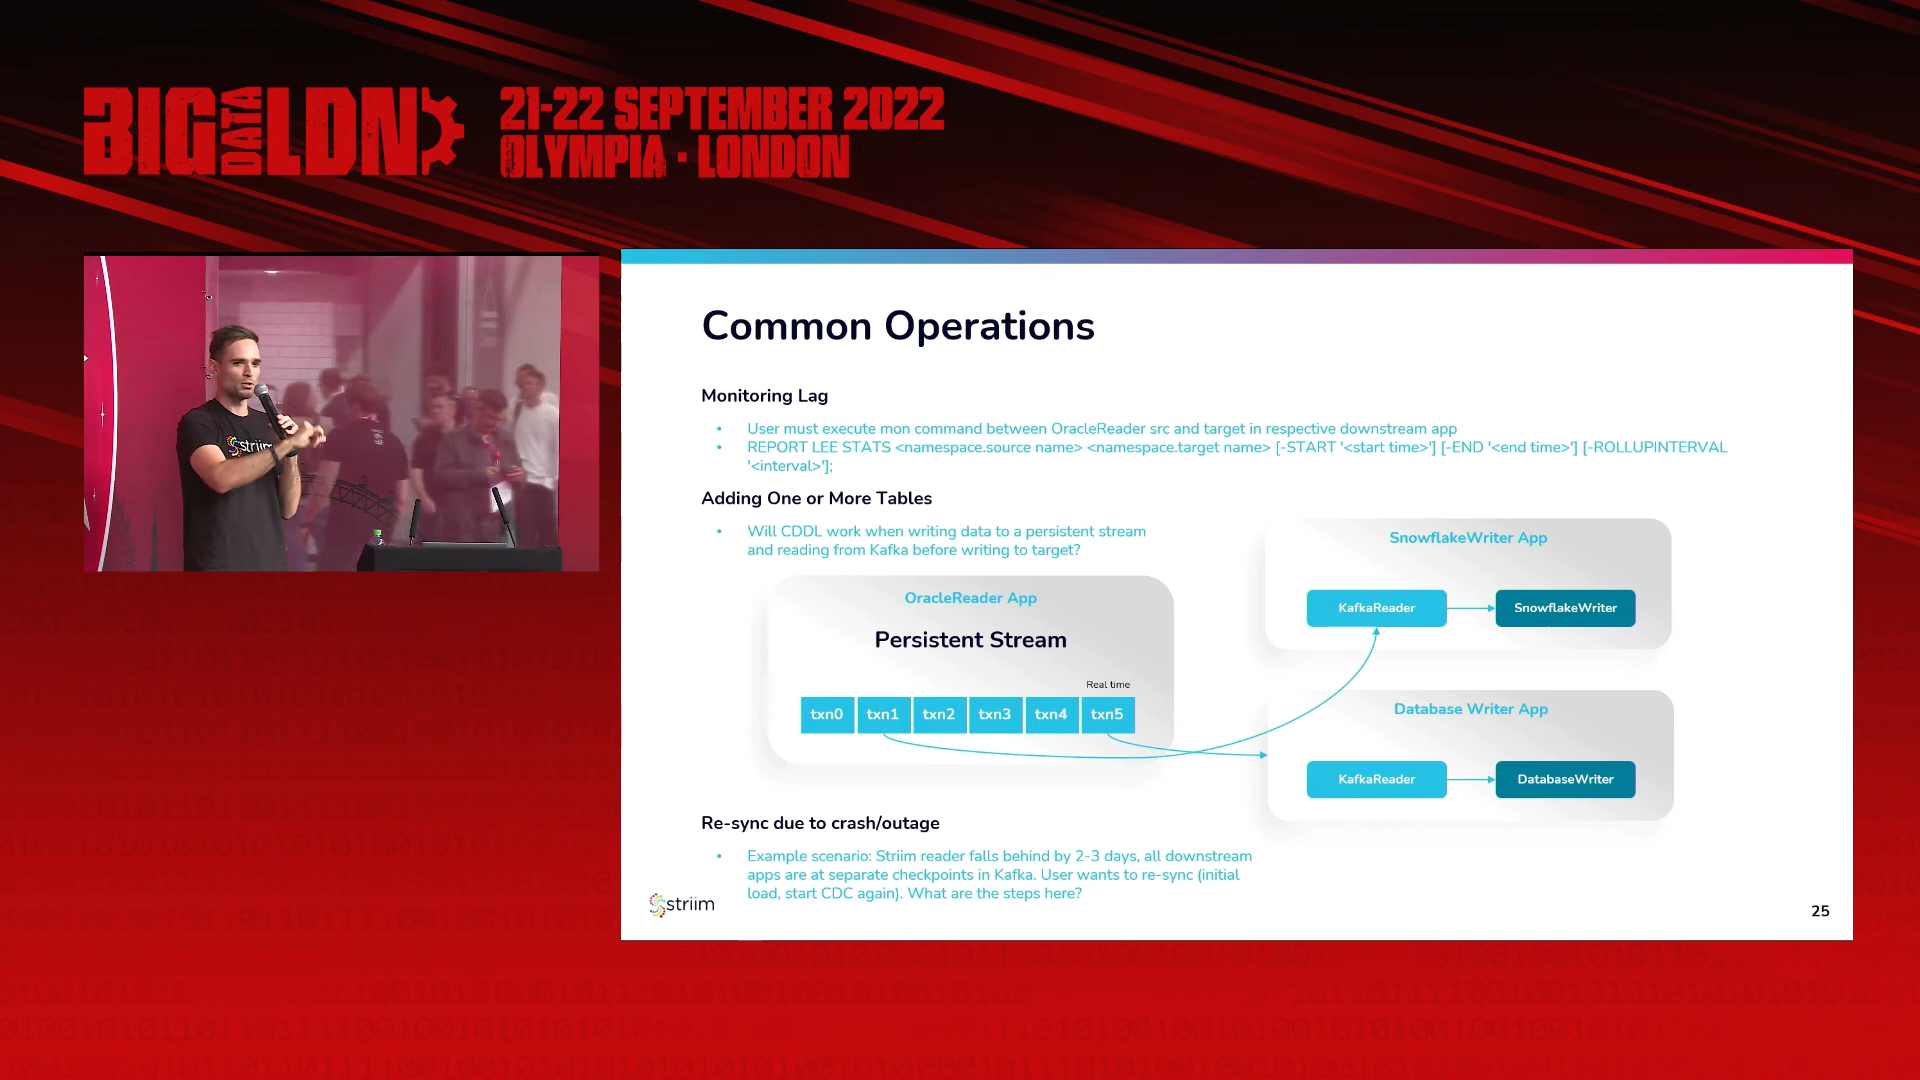 BIG DATA LDN
21-22 SEPTEMBER 2022
OLYMPIA · LONDON
striim
Common Operations
Monitoring Lag
• User must execute mon command between OracleReader src and target in respective downstream app
• REPORT LEE STATS <namespace.source name> <namespace.target name> [-START '<start time>'] [-END '<end time>'] [-ROLLUPINTERVAL
'<interval>'];
Adding One or More Tables
• Will CDDL work when writing data to a persistent stream
and reading from Kafka before writing to target?
SnowflakeWriter App
KafkaReader
SnowflakeWriter
OracleReader App
Persistent Stream
Real time
txn0 txn1 txn2 txn3 txn4 txn5
Database Writer App
KafkaReader
DatabaseWriter
Re-sync due to crash/outage
• Example scenario: Striim reader falls behind by 2-3 days, all downstream
apps are at separate checkpoints in Kafka. User wants to re-sync (initial
load, start CDC again). What are the steps here?
striim
25